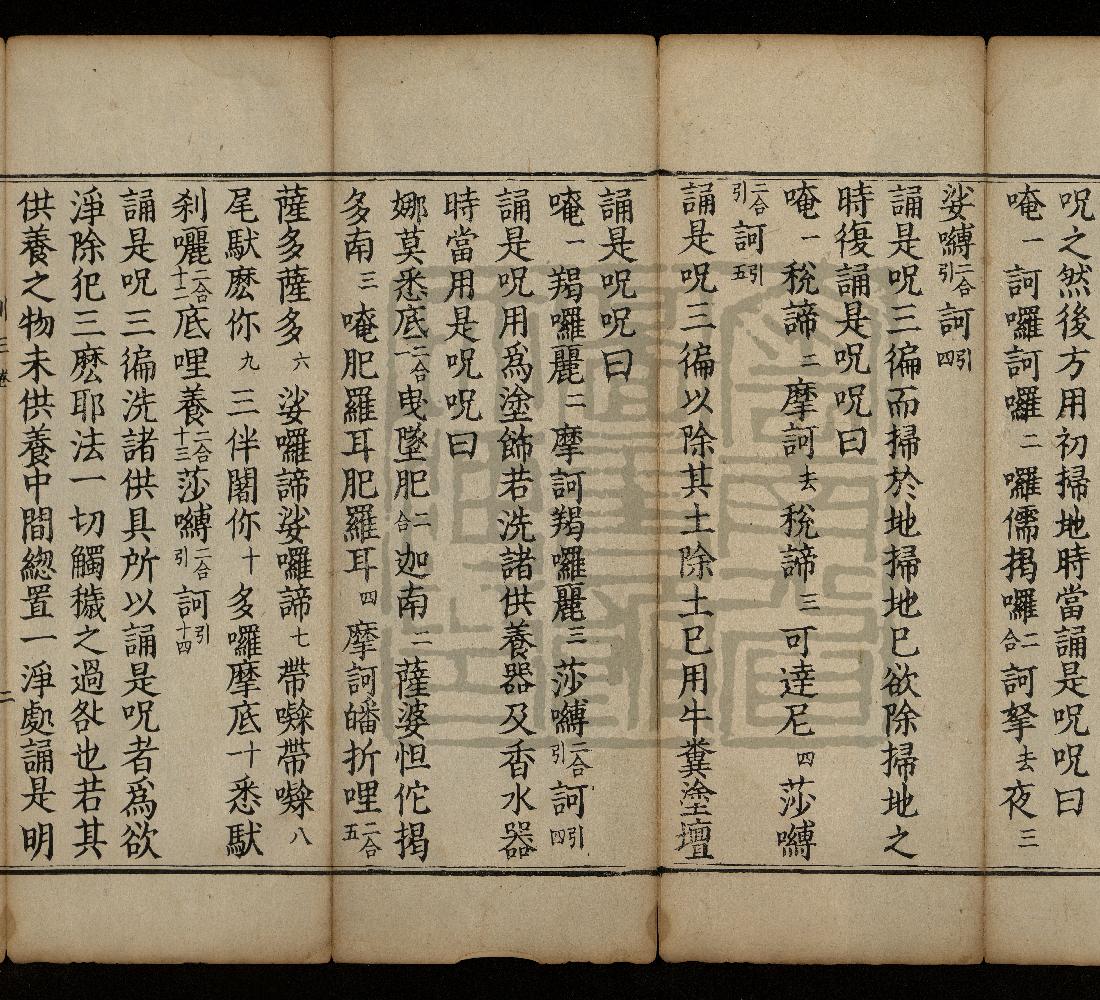 呪之然後方用初掃地時當誦是呪呪曰
唵一訶囉訶囉二囉儒揭囉二合訶拏去夜三
娑嚩二合引訶引四
誦是呪三徧而掃於地掃地巳欲除掃地之
時復誦是呪呪曰
唵一稅諦二摩訶去稅諦三可達尼四莎嚩
二合引訶引五
誦是呪三徧以除其土除土巳用牛糞塗壇
誦是呪呪曰
唵一羯囉麗二摩訶羯囉麗三莎嚩二合引訶引四
誦是呪用為塗飾若洗諸供養器及香水器
時當用是呪呪曰
娜莫悉底二合一曳墜肥二合迦南二薩婆怛佗揭
多南三唵肥羅耳肥羅耳四摩訶皤折哩二合五
薩多薩多六娑囉諦娑囉諦七帶㘑帶㘑八
尾馱麽你九三伴闍你十多囉摩底十一悉馱
刹囇二合十二底哩養二合十三莎嚩二合引訶引十四
誦是呪三徧洗諸供具所以誦是呪者為欲
淨除犯三麽耶法一切觸穢之過咎也若其
供養之物未供養中間緫置一淨處誦是明